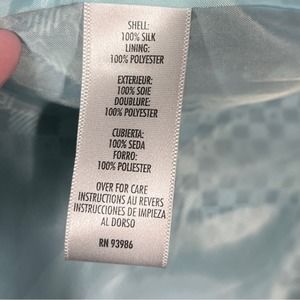 SHELL:
100% SILK
LINING:
100% POLYESTER
EXTERIEUR:
100% SOIE
DOUBLURE:
100% POLYESTER
CUBIERTA:
100% SEDA
FORRO:
100% POLIESTER
OVER FOR CARE
INSTRUCTIONS AU REVERS
INSTRUCCIONES DE IMPIEZA
AL DORSO
RN 93986